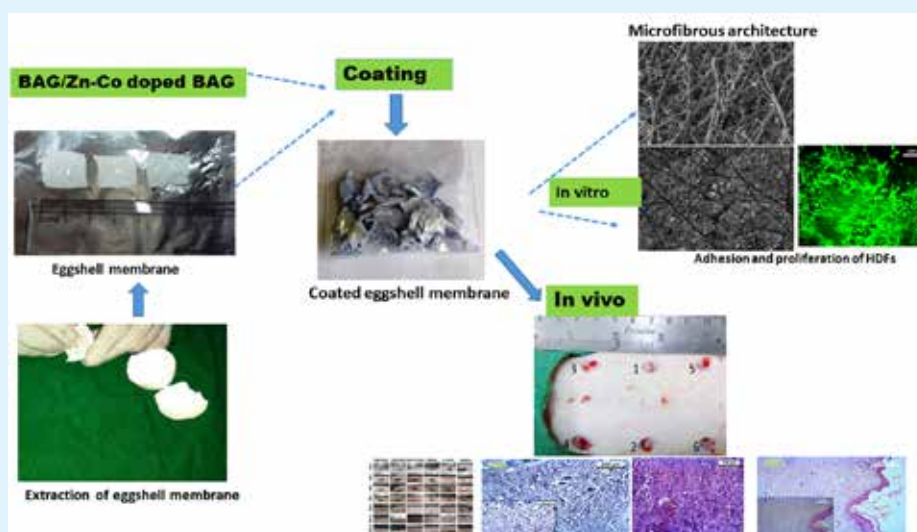 Microfibrous architecture
BAG/Zn-Co doped BAG
Coating
In vitro
Eggshell membrane
Coated eggshell membrane
Adhesion and proliferation of HDFs
In vivo
3 1 5
4 2 6
Extraction of eggshell membrane